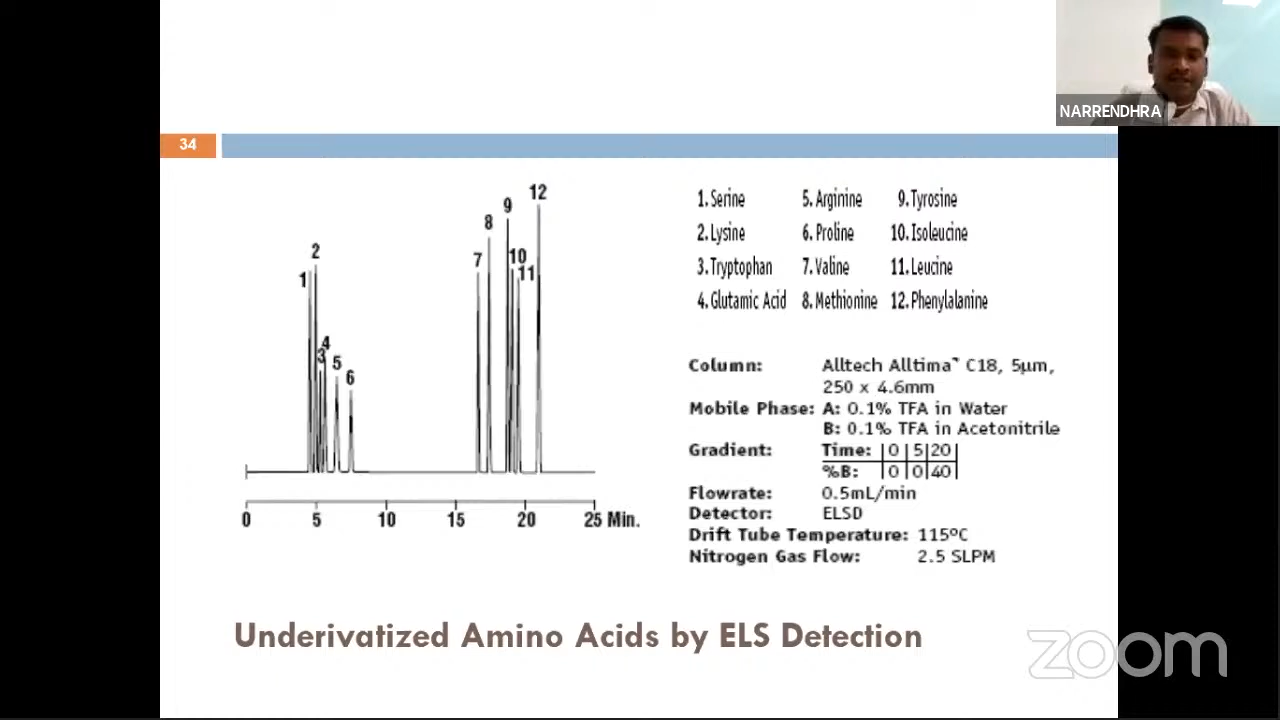 NARRENDHRA
34
12
9
8
2
10
7
11
1
4
3
5
6
0 5 10 15 20 25 Min.
1. Serine 5. Arginine 9. Tyrosine
2. Lysine 6. Proline 10. Isoleucine
3. Tryptophan 7. Valine 11. Leucine
4. Glutamic Acid 8. Methionine 12. Phenylalanine
Column: Alltech Alltima™ C18, 5µm,
250 x 4.6mm
Mobile Phase: A: 0.1% TFA in Water
B: 0.1% TFA in Acetonitrile
Gradient: Time: 0 5 20
%B: 0 0 40
Flowrate: 0.5mL/min
Detector: ELSD
Drift Tube Temperature: 115ºC
Nitrogen Gas Flow: 2.5 SLPM
Underivatized Amino Acids by ELS Detection
zoom